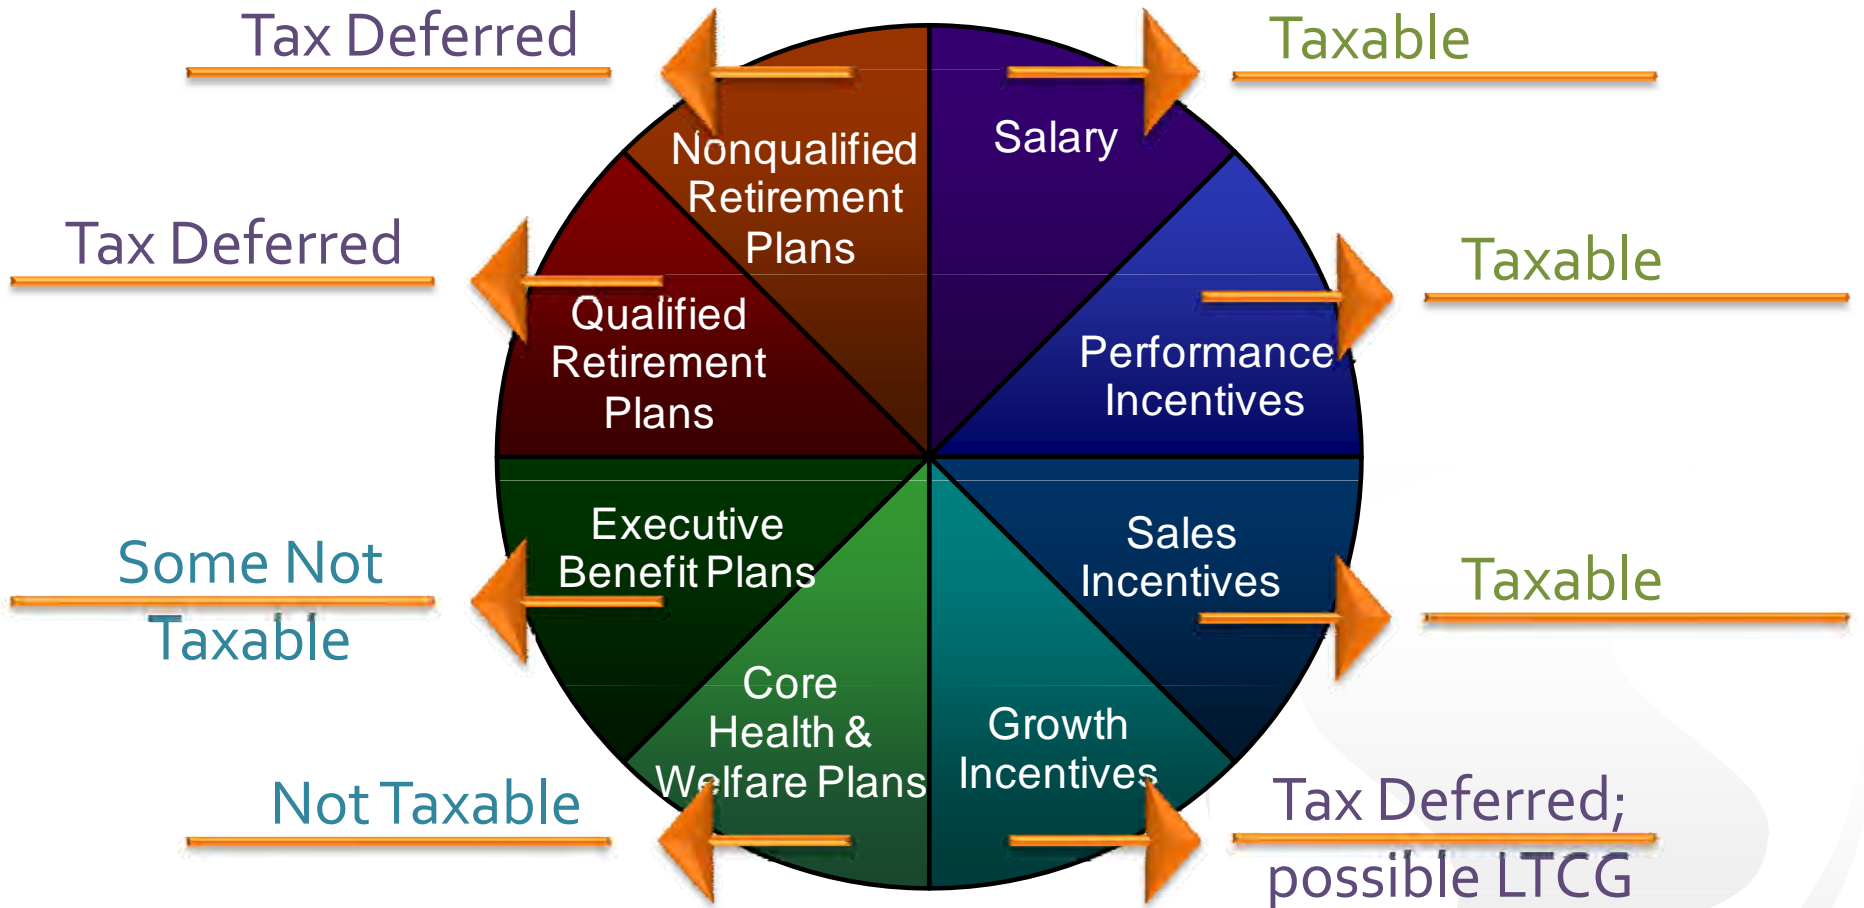 Tax Deferred
Taxable
Nonqualified
Retirement
Plans
Salary
Tax Deferred
Taxable
Qualified
Retirement
Plans
Performance
Incentives
Executive
Benefit Plans
Sales
Incentives
Some Not
Taxable
Taxable
Core
Health &
Welfare Plans
Growth
Incentives
Not Taxable
Tax Deferred;
possible LTCG